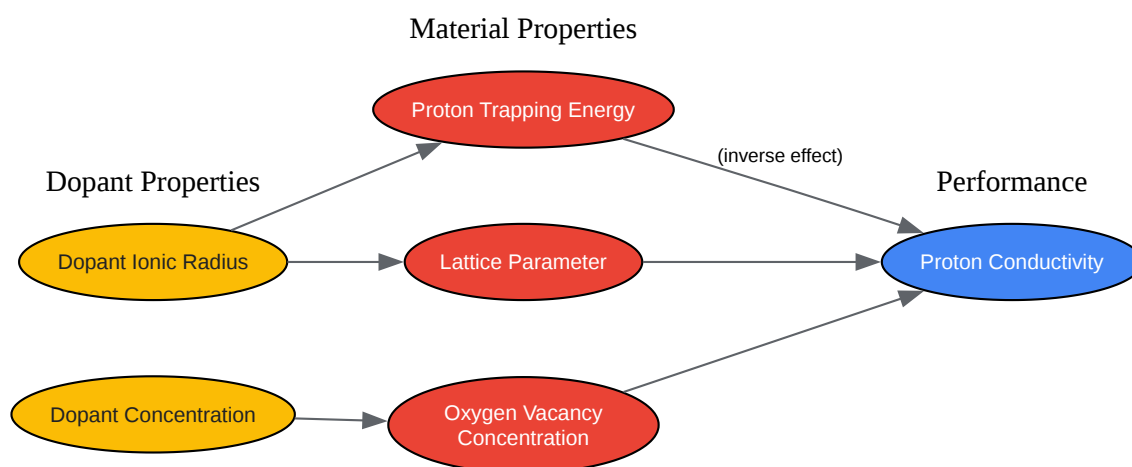 Material Properties
Proton Trapping Energy
(inverse effect)
Dopant Properties
Performance
Dopant Ionic Radius
Lattice Parameter
Proton Conductivity
Dopant Concentration
Oxygen Vacancy
Concentration